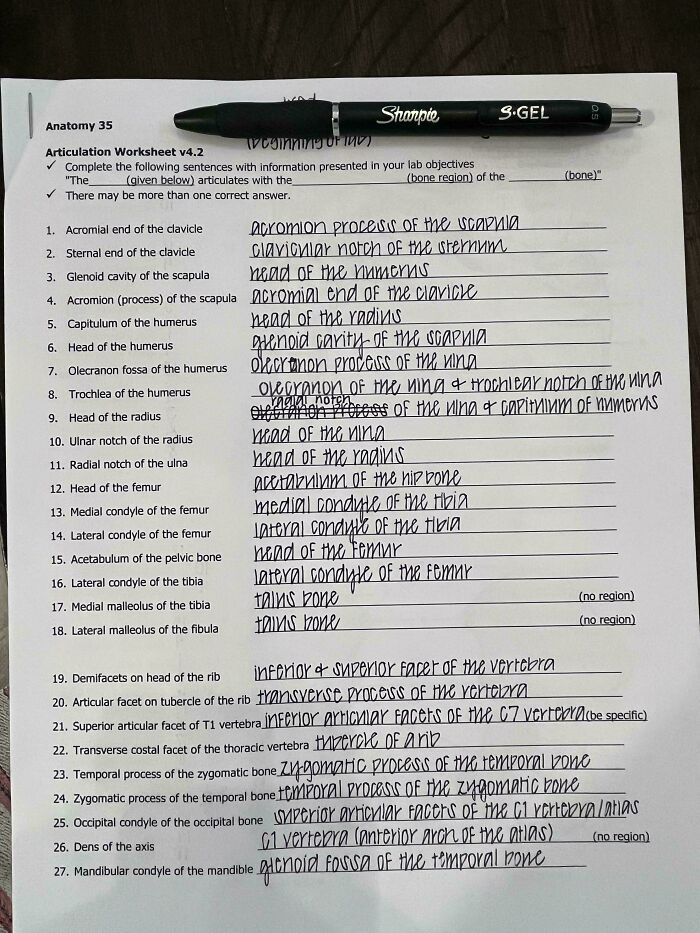 head
Sharpie S·GEL 0.5
Anatomy 35
(beginning of lab)
Articulation Worksheet v4.2
✓ Complete the following sentences with information presented in your lab objectives
"The_____(given below) articulates with the____________________(bone region) of the _________(bone)"
✓ There may be more than one correct answer.
1. Acromial end of the clavicle acromion process of the scapula
2. Sternal end of the clavicle clavicular notch of the sternum
3. Glenoid cavity of the scapula head of the humerus
4. Acromion (process) of the scapula acromial end of the clavicle
5. Capitulum of the humerus head of the radius
6. Head of the humerus glenoid cavity of the scapula
7. Olecranon fossa of the humerus olecranon process of the ulna
8. Trochlea of the humerus olecranon of the ulna & trochlear notch of the ulna
radial notch
9. Head of the radius olecranon process of the ulna & capitulum of humerus
10. Ulnar notch of the radius head of the ulna
11. Radial notch of the ulna head of the radius
12. Head of the femur acetabulum of the hip bone
13. Medial condyle of the femur medial condyle of the tibia
14. Lateral condyle of the femur lateral condyle of the tibia
15. Acetabulum of the pelvic bone head of the femur
16. Lateral condyle of the tibia lateral condyle of the femur
17. Medial malleolus of the tibia talus bone (no region)
18. Lateral malleolus of the fibula talus bone (no region)
19. Demifacets on head of the rib inferior & superior facet of the vertebra
20. Articular facet on tubercle of the rib transverse process of the vertebra
21. Superior articular facet of T1 vertebra inferior articular facets of the C7 vertebra (be specific)
22. Transverse costal facet of the thoracic vertebra tubercle of a rib
23. Temporal process of the zygomatic bone zygomatic process of the temporal bone
24. Zygomatic process of the temporal bone temporal process of the zygomatic bone
25. Occipital condyle of the occipital bone superior articular facets of the C1 vertebra/atlas
26. Dens of the axis C1 vertebra (anterior arch of the atlas) (no region)
27. Mandibular condyle of the mandible glenoid fossa of the temporal bone